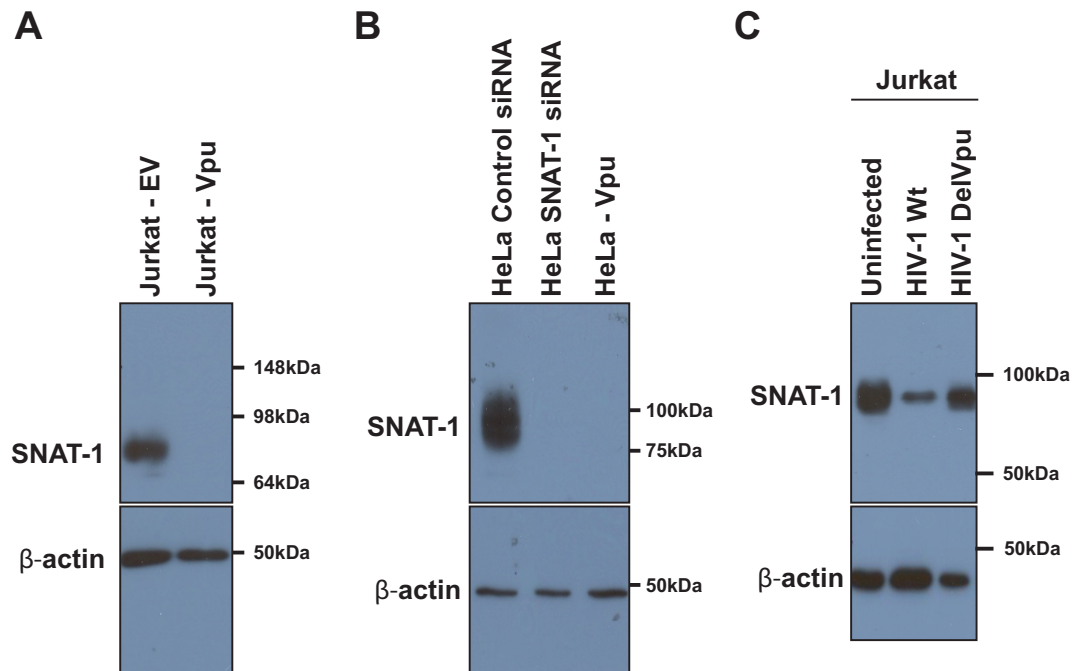 A
B
C
Jurkat - EV
Jurkat - Vpu
HeLa Control siRNA
HeLa SNAT-1 siRNA
HeLa - Vpu
Jurkat
Uninfected
HIV-1 Wt
HIV-1 DelVpu
148kDa
98kDa
SNAT-1
64kDa
β-actin
50kDa
SNAT-1
100kDa
75kDa
β-actin
50kDa
SNAT-1
100kDa
50kDa
β-actin
50kDa